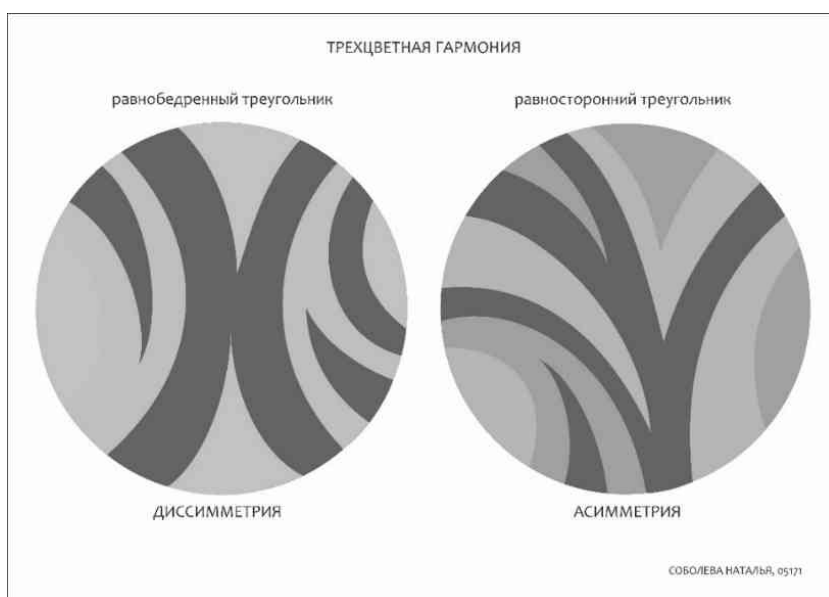 ТРЕХЦВЕТНАЯ ГАРМОНИЯ
равнобедренный треугольник
равносторонний треугольник
ДИССИММЕТРИЯ
АСИММЕТРИЯ
СОБОЛЕВА НАТАЛЬЯ, 05171